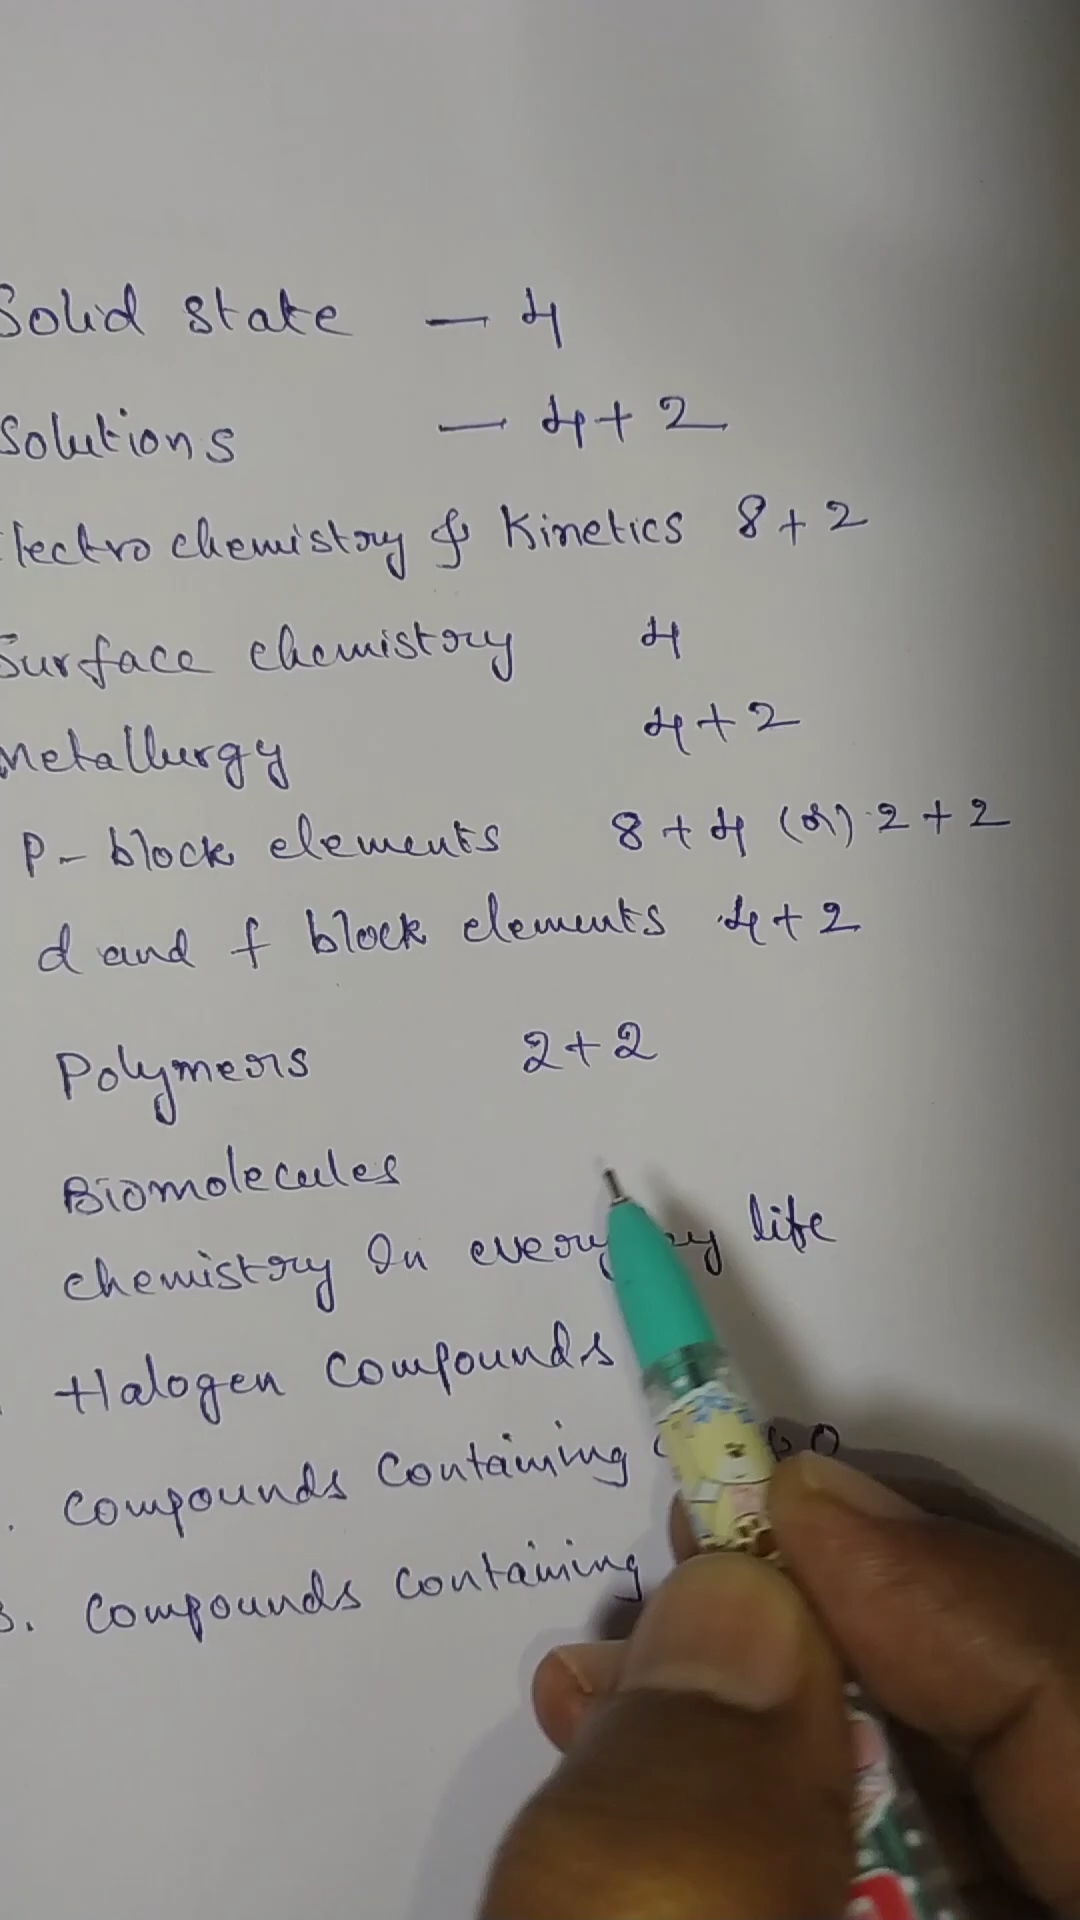 Solid state — 4
Solutions — 4+2
Electro chemistry & Kinetics 8+2
Surface chemistry 4
Metallurgy 4+2
P- block elements 8+4 (or) 2+2
d and f block elements 4+2
Polymers 2+2
Biomolecules
chemistry In life
Halogen Compounds
Compounds Containing
3. Compounds Containing